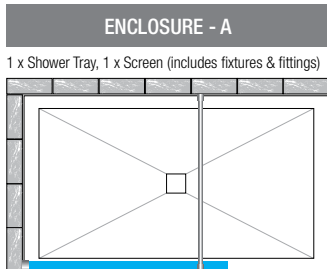 ENCLOSURE - A
1 x Shower Tray, 1 x Screen (includes fixtures & fittings)